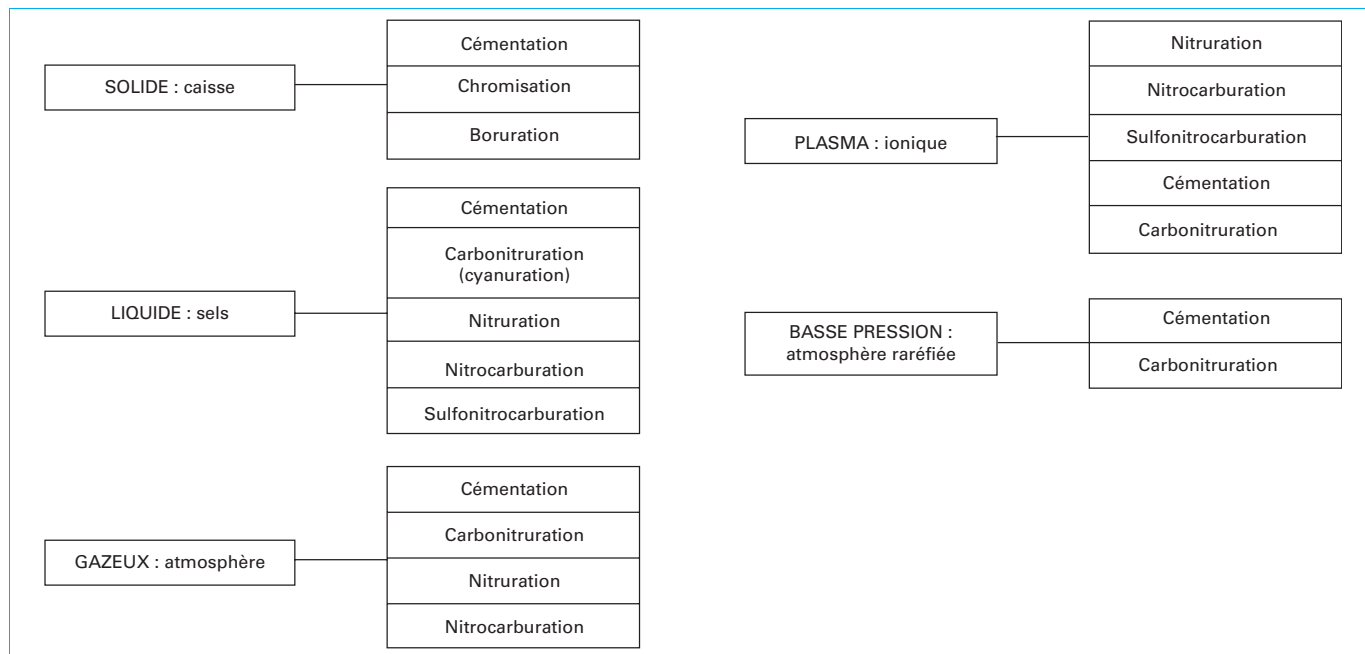 SOLIDE : caisse
Cémentation
Chromisation
Boruration
LIQUIDE : sels
Cémentation
Carbonitruration
(cyanuration)
Nitruration
Nitrocarburation
Sulfonitrocarburation
GAZEUX : atmosphère
Cémentation
Carbonitruration
Nitruration
Nitrocarburation
PLASMA : ionique
Nitruration
Nitrocarburation
Sulfonitrocarburation
Cémentation
Carbonitruration
BASSE PRESSION :
atmosphère raréfiée
Cémentation
Carbonitruration